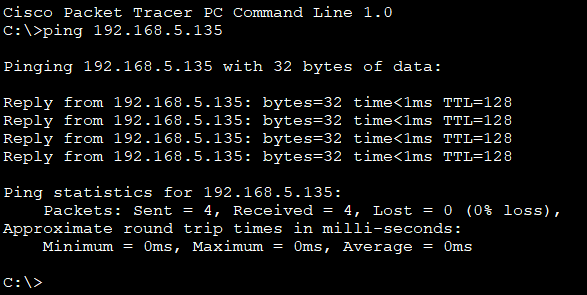 Cisco Packet Tracer PC Command Line 1.0
C:\>ping 192.168.5.135
Pinging 192.168.5.135 with 32 bytes of data:
Reply from 192.168.5.135: bytes=32 time<1ms TTL=128
Reply from 192.168.5.135: bytes=32 time<1ms TTL=128
Reply from 192.168.5.135: bytes=32 time<1ms TTL=128
Reply from 192.168.5.135: bytes=32 time<1ms TTL=128
Ping statistics for 192.168.5.135:
    Packets: Sent = 4, Received = 4, Lost = 0 (0% loss),
Approximate round trip times in milli-seconds:
    Minimum = 0ms, Maximum = 0ms, Average = 0ms
C:\>